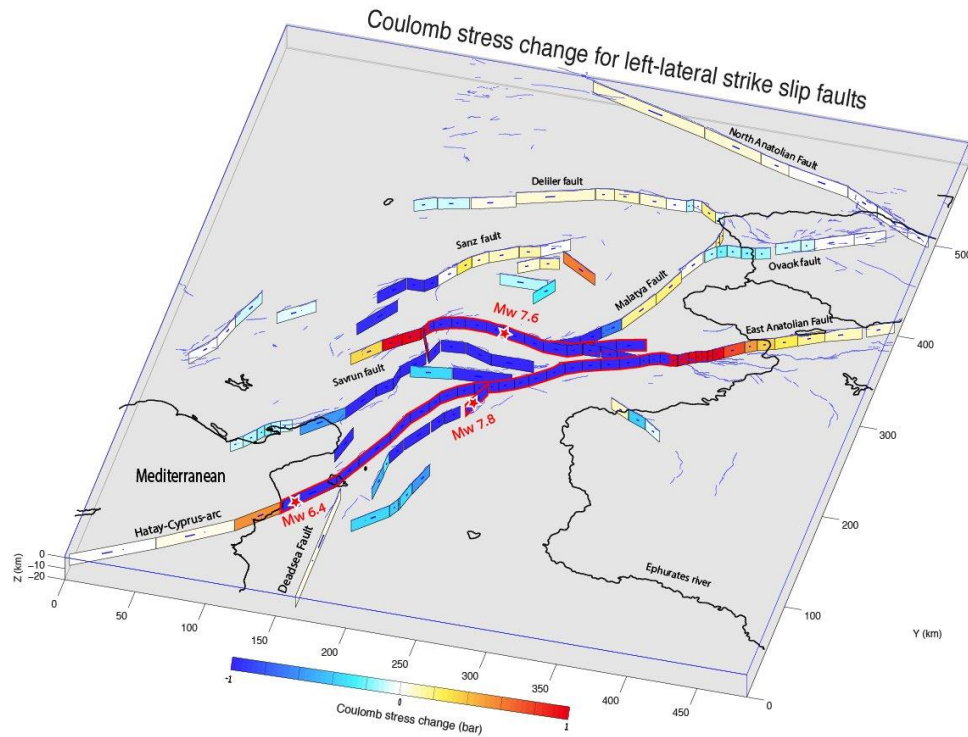 Coulomb stress change for left-lateral strike slip faults
North Anatolian Fault
Deliler fault
Sarız fault
Malatya Fault
Ovacık fault
500
Mw 7.6
East Anatolian Fault
400
Savrun fault
Mw 7.8
300
Mediterranean
Hatay-Cyprus-arc
Mw 6.4
Deadsea Fault
200
Ephurates river
100
Y (km)
Z (km)
0
-10
-20
0
50
100
150
200
250
300
350
400
450
0
-1
0
1
Coulomb stress change (bar)